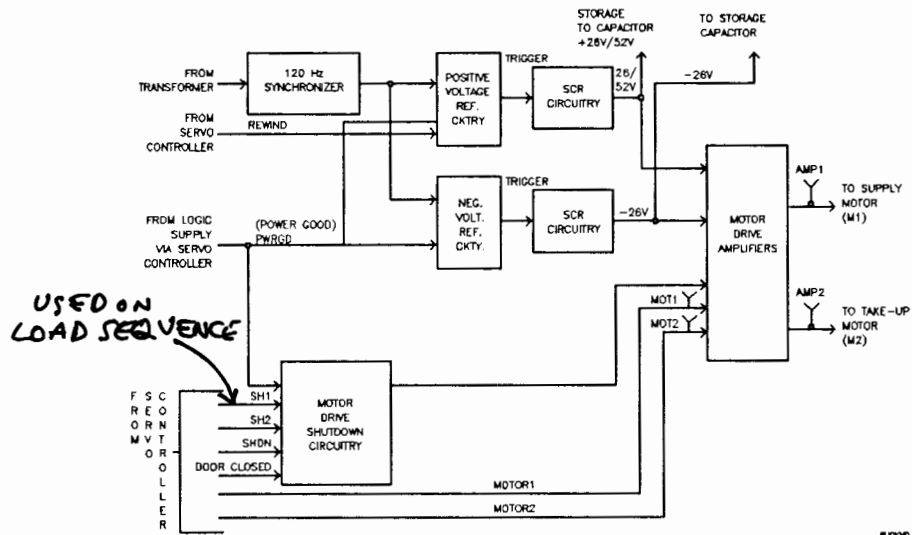 STORAGE
TO CAPACITOR
+26V/52V
TO STORAGE
CAPACITOR
FROM
TRANSFORMER
120 Hz
SYNCHRONIZER
POSITIVE
VOLTAGE
REF.
CKTRY
TRIGGER
SCR
CIRCUITRY
26/
52V
-26V
FROM
SERVO
CONTROLLER
REWIND
NEG.
VOLT.
REF.
CKTY.
TRIGGER
SCR
CIRCUITRY
-26V
MOTOR
DRIVE
AMPLIFIERS
AMP1
TO SUPPLY
MOTOR
(M1)
FROM LOGIC
SUPPLY
VIA SERVO
CONTROLLER
(POWER GOOD)
PWRGD
MOT1
MOT2
AMP2
TO TAKE-UP
MOTOR
(M2)
USED ON
LOAD SEQUENCE
FROM
SERVO
CONTROLLER
SH1
SH2
SHDN
DOOR CLOSED
MOTOR
DRIVE
SHUTDOWN
CIRCUITRY
MOTOR1
MOTOR2